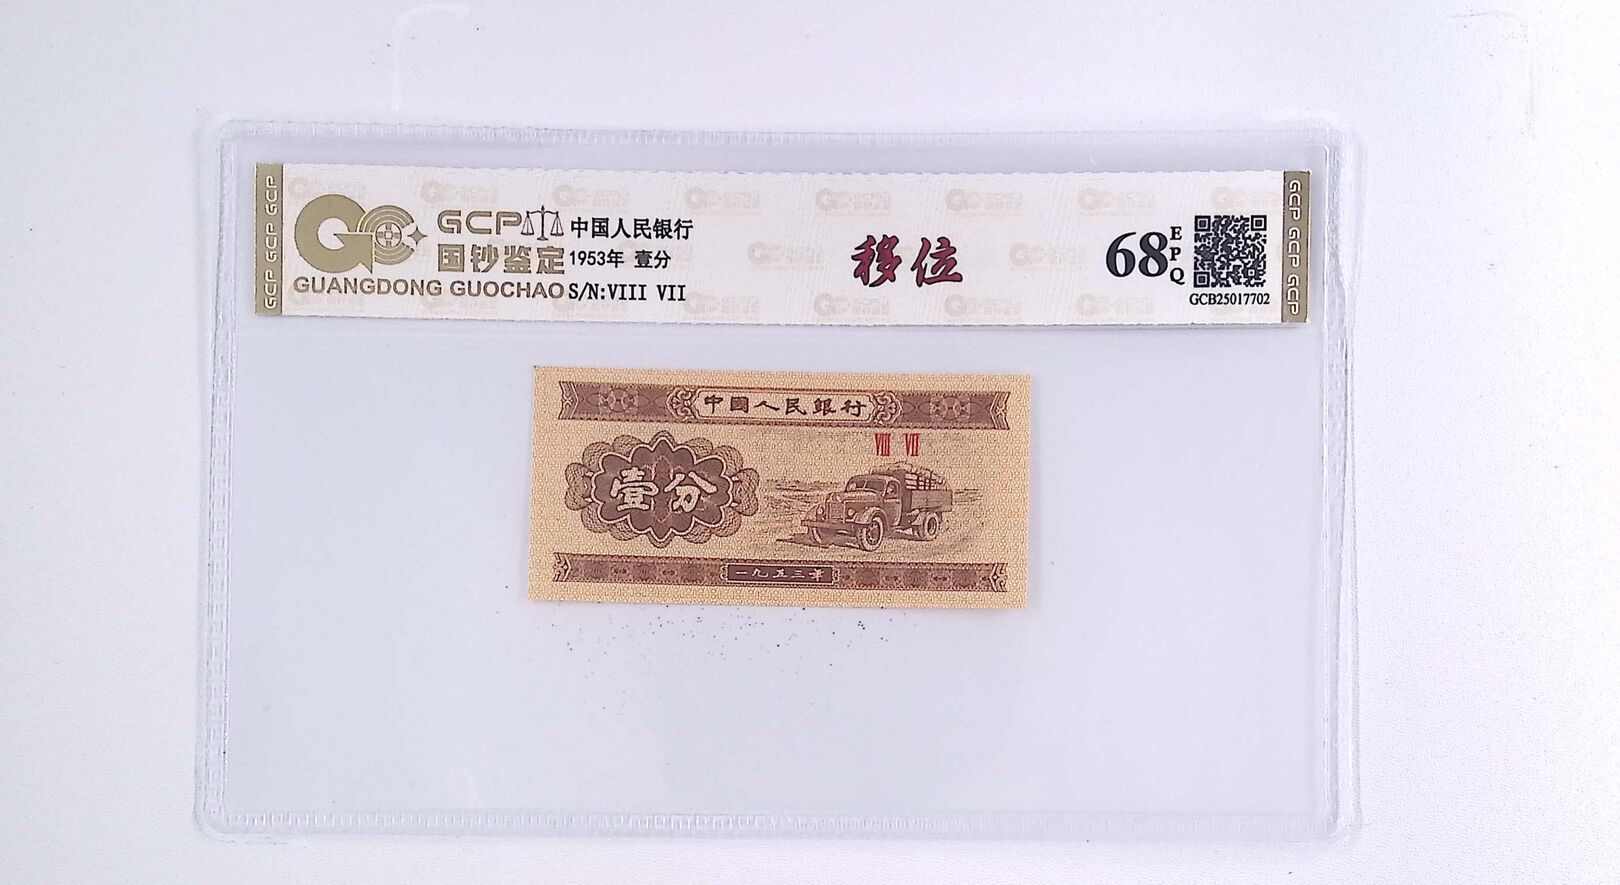 GCP GCP GCP
GCP
国钞鉴定
GUANGDONG GUOCHAO
中国人民银行
1953年 壹分
S/N:VIII VII
移位
68
EPQ
GCB25017702
GCP GCP GCP
中国人民銀行
VIII VII
壹分
一九五三年